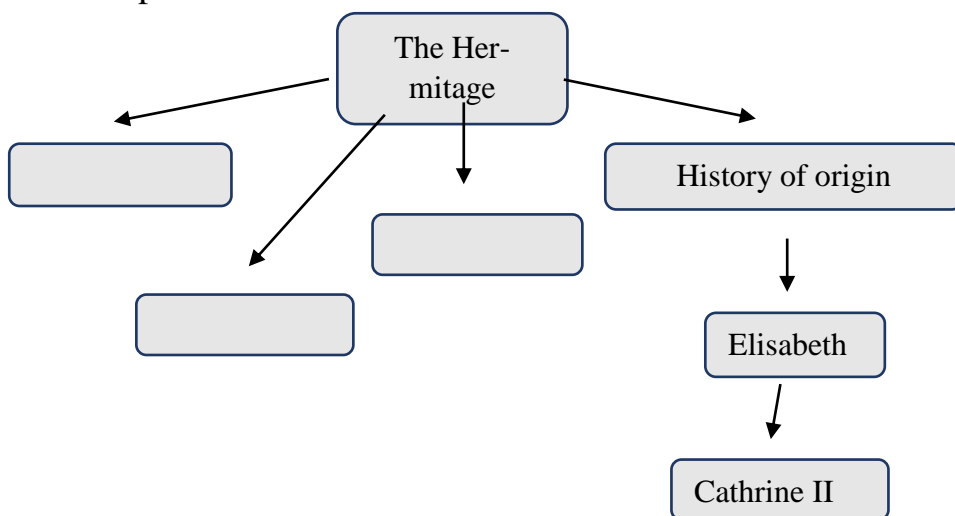 The Her-
mitage
History of origin
Elisabeth
Cathrine II